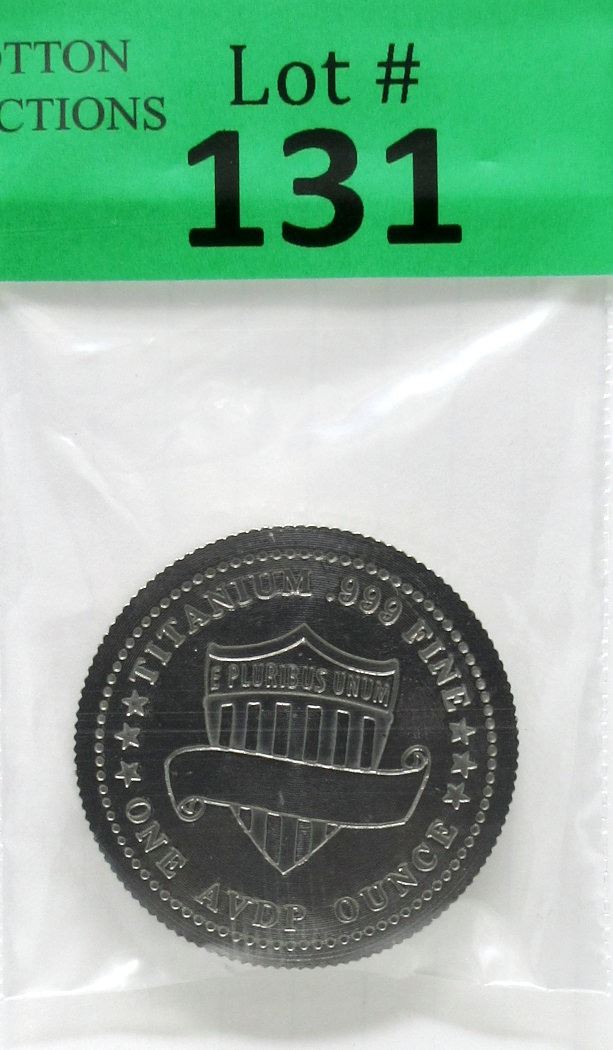 OTTON
CTIONS
Lot #
131
TITANIUM .999 FINE
E PLURIBUS UNUM
ONE AVDP OUNCE